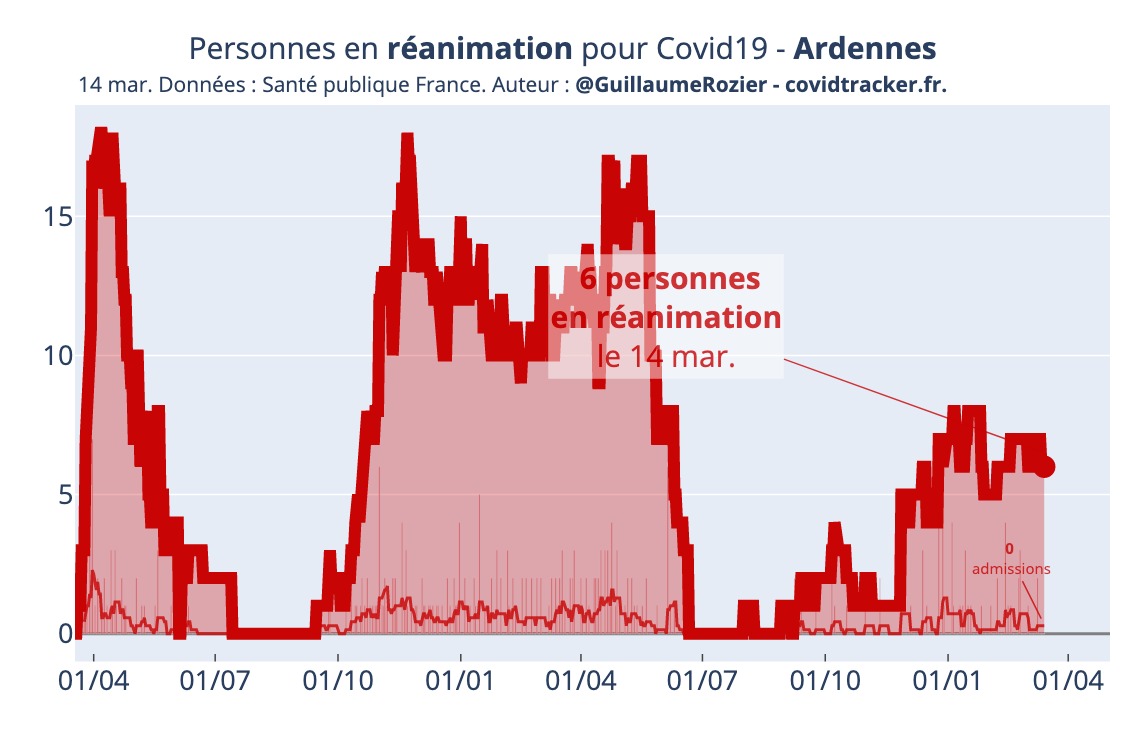 Personnes en réanimation pour Covid19 - Ardennes
14 mar. Données : Santé publique France. Auteur : @GuillaumeRozier - covidtracker.fr.
15
10
5
0
6 personnes
en réanimation
le 14 mar.
0
admissions
01/04
01/07
01/10
01/01
01/04
01/07
01/10
01/01
01/04